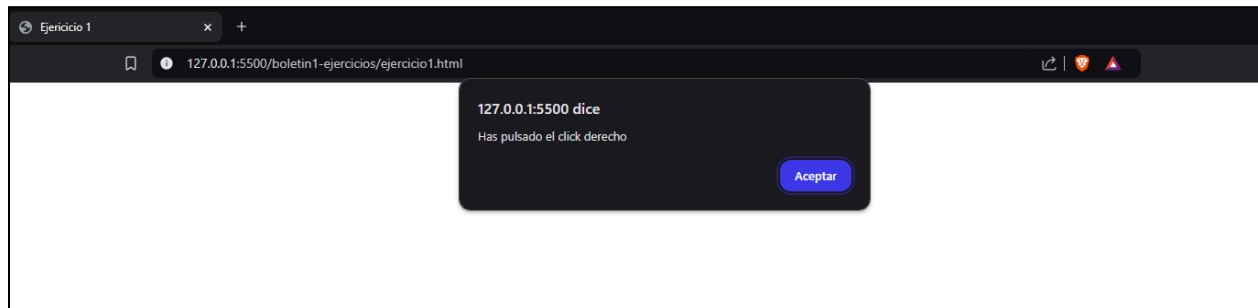 Ejericicio 1
127.0.0.1:5500/boletin1-ejercicios/ejercicio1.html
127.0.0.1:5500 dice
Has pulsado el click derecho
Aceptar